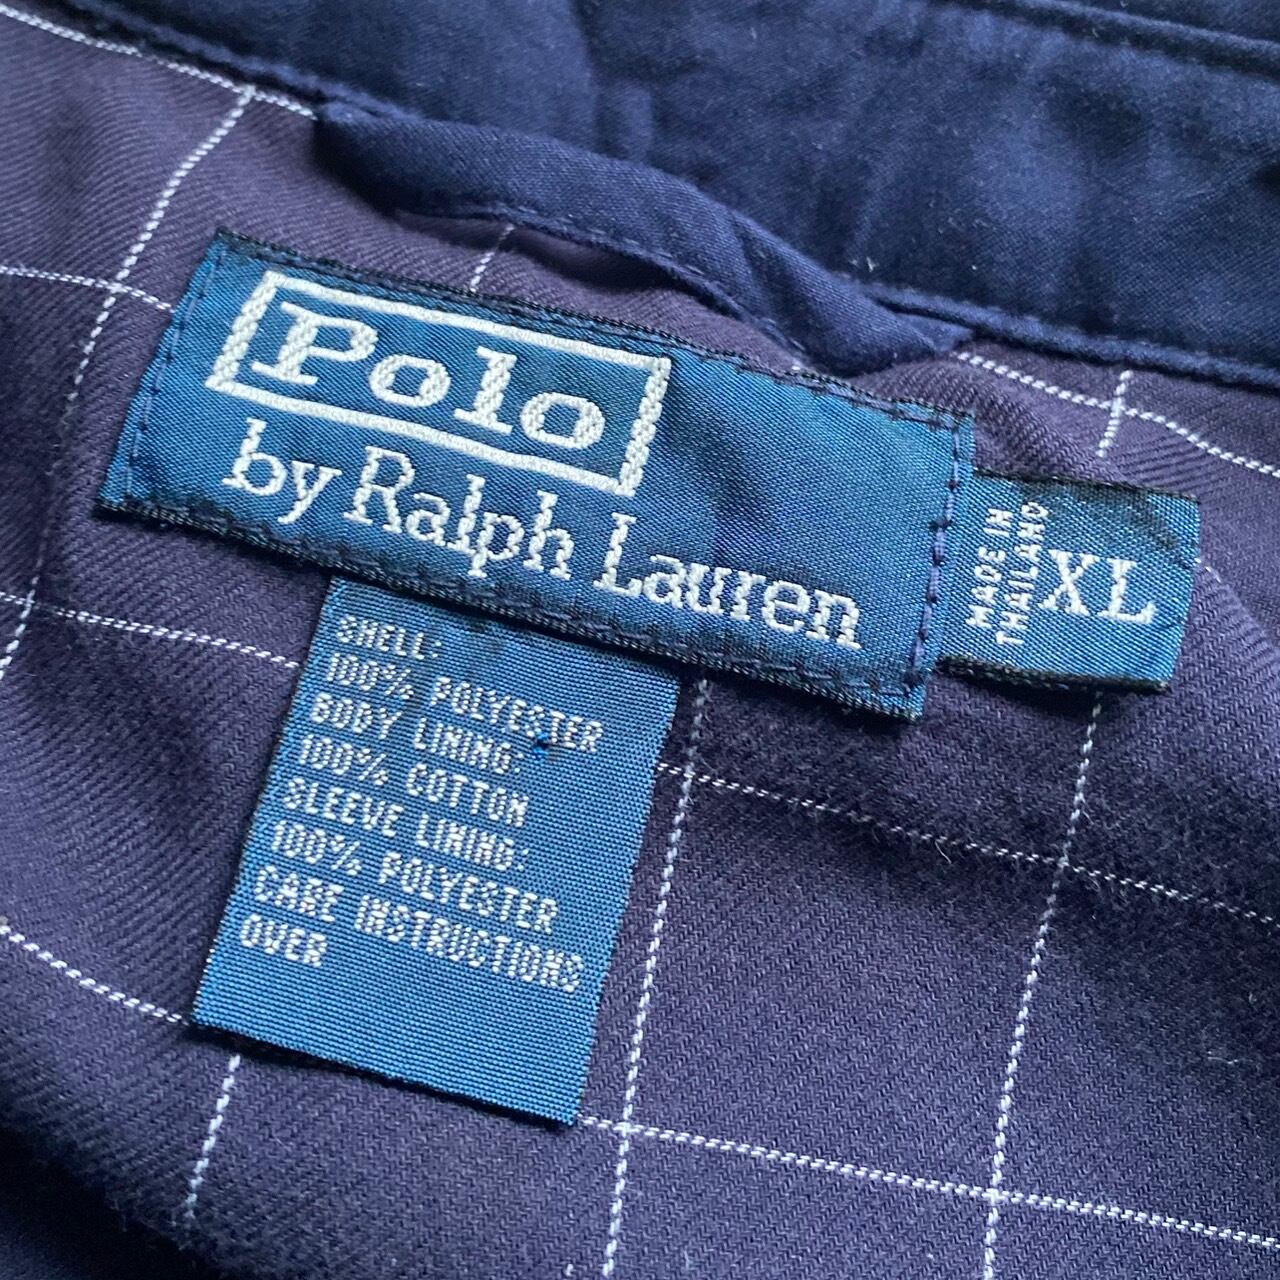 Polo
by Ralph Lauren
MADE IN
THAILAND
XL
SHELL:
100% POLYESTER
BODY LINING:
100% COTTON
SLEEVE LINING:
100% POLYESTER
CARE INSTRUCTIONS
OVER